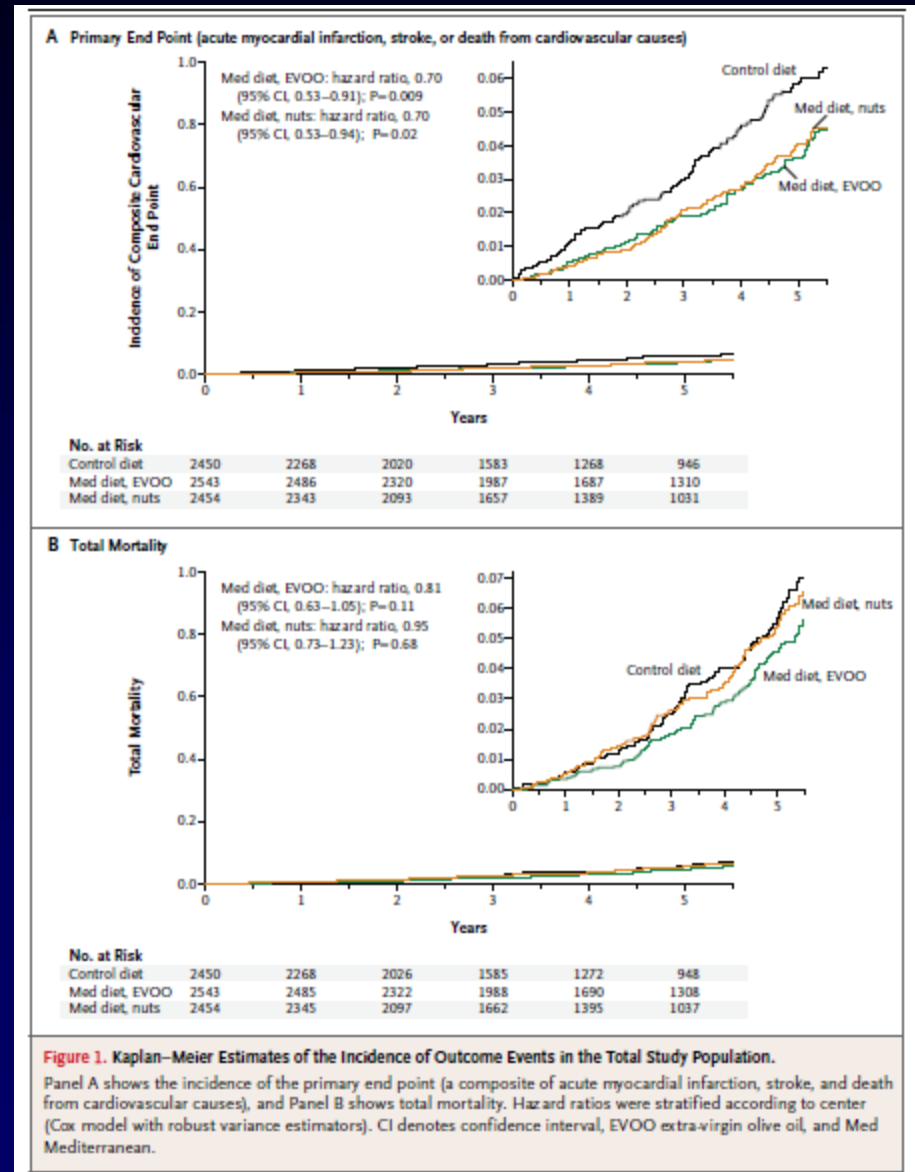 A Primary End Point (acute myocardial infarction, stroke, or death from cardiovascular causes)
Incidence of Composite Cardiovascular
End Point
1.0
0.8
0.6
0.4
0.2
0.0
Med diet, EVOO: hazard ratio, 0.70
(95% CI, 0.53–0.91); P=0.009
Med diet, nuts: hazard ratio, 0.70
(95% CI, 0.53–0.94); P=0.02
0.06
0.05
0.04
0.03
0.02
0.01
0.00
Control diet
Med diet, nuts
Med diet, EVOO
0 1 2 3 4 5
0 1 2 3 4 5
Years
No. at Risk
Control diet 2450 2268 2020 1583 1268 946
Med diet, EVOO 2543 2486 2320 1987 1687 1310
Med diet, nuts 2454 2343 2093 1657 1389 1031
B Total Mortality
Total Mortality
1.0
0.8
0.6
0.4
0.2
0.0
Med diet, EVOO: hazard ratio, 0.81
(95% CI, 0.63–1.05); P=0.11
Med diet, nuts: hazard ratio, 0.95
(95% CI, 0.73–1.23); P=0.68
0.07
0.06
0.05
0.04
0.03
0.02
0.01
0.00
Med diet, nuts
Control diet
Med diet, EVOO
0 1 2 3 4 5
0 1 2 3 4 5
Years
No. at Risk
Control diet 2450 2268 2026 1585 1272 948
Med diet, EVOO 2543 2485 2322 1988 1690 1308
Med diet, nuts 2454 2345 2097 1662 1395 1037
Figure 1. Kaplan–Meier Estimates of the Incidence of Outcome Events in the Total Study Population.
Panel A shows the incidence of the primary end point (a composite of acute myocardial infarction, stroke, and death
from cardiovascular causes), and Panel B shows total mortality. Hazard ratios were stratified according to center
(Cox model with robust variance estimators). CI denotes confidence interval, EVOO extra-virgin olive oil, and Med
Mediterranean.